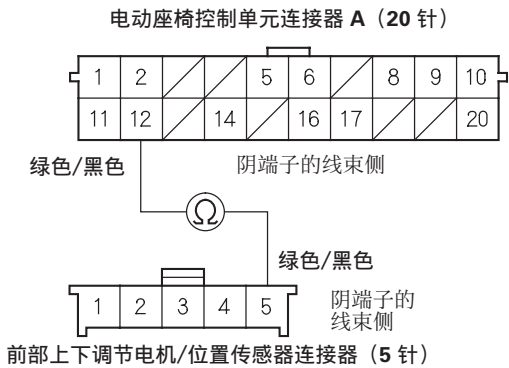 电动座椅控制单元连接器 A（20 针）
1 2 5 6 8 9 10
11 12 14 16 17 20
绿色/黑色 阴端子的线束侧
Ω
绿色/黑色
1 2 3 4 5
阴端子的
线束侧
前部上下调节电机/位置传感器连接器（5 针）